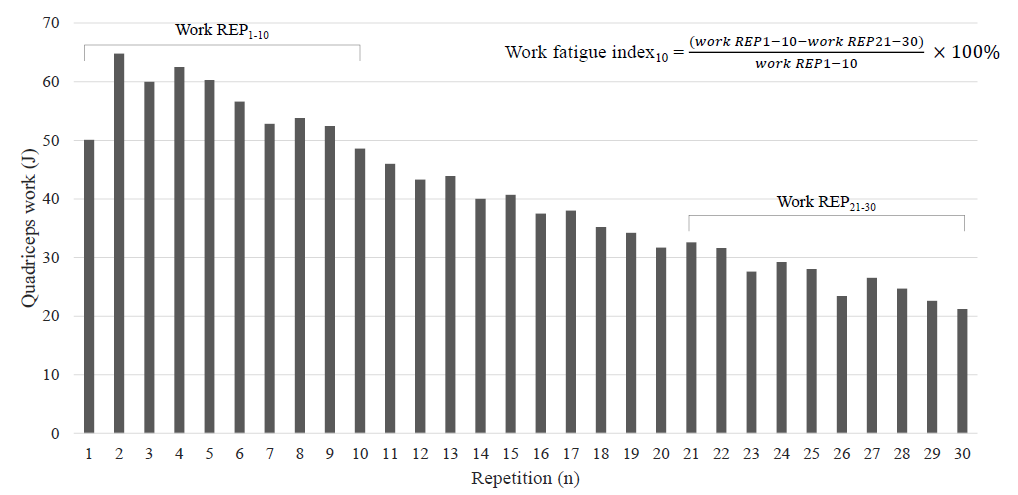 70
60
50
40
30
20
10
0
Quadriceps work (J)
Work REP1-10
Work fatigue index10 = (work REP1−10−work REP21−30) / work REP1−10 × 100%
Work REP21-30
1 2 3 4 5 6 7 8 9 10 11 12 13 14 15 16 17 18 19 20 21 22 23 24 25 26 27 28 29 30
Repetition (n)